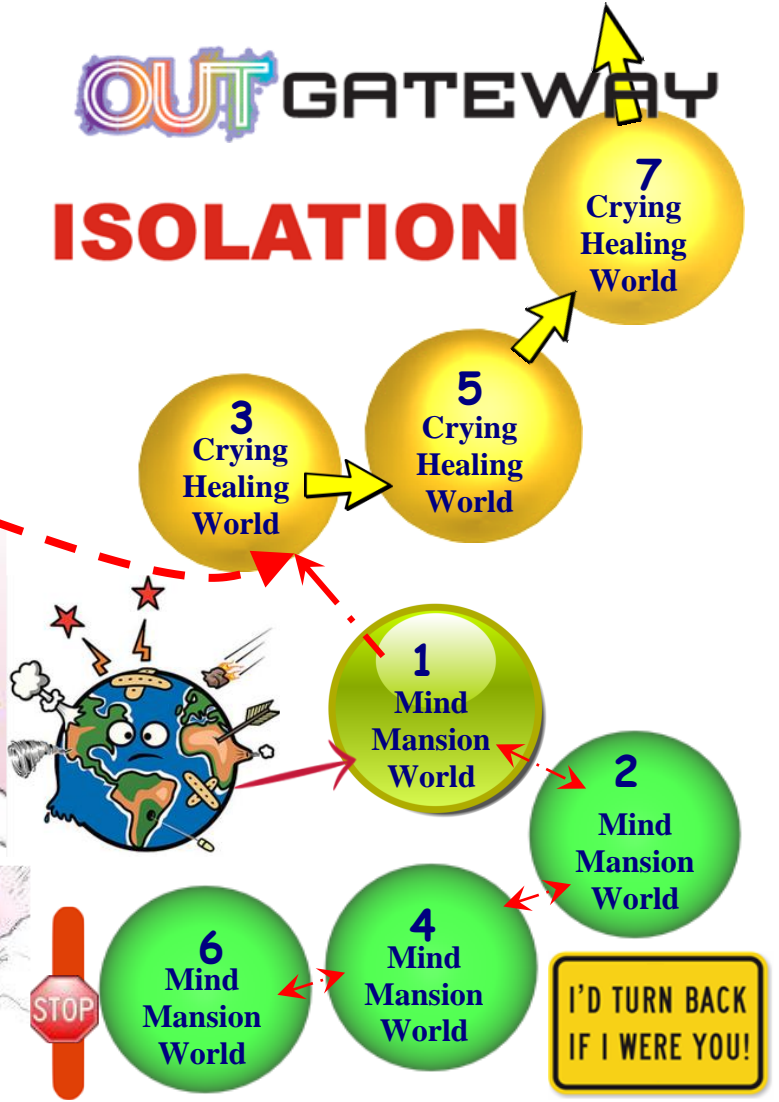 OUT GATEWAY
ISOLATION
7
Crying
Healing
World
5
Crying
Healing
World
3
Crying
Healing
World
1
Mind
Mansion
World
2
Mind
Mansion
World
4
Mind
Mansion
World
6
Mind
Mansion
World
STOP
I'D TURN BACK
IF I WERE YOU!